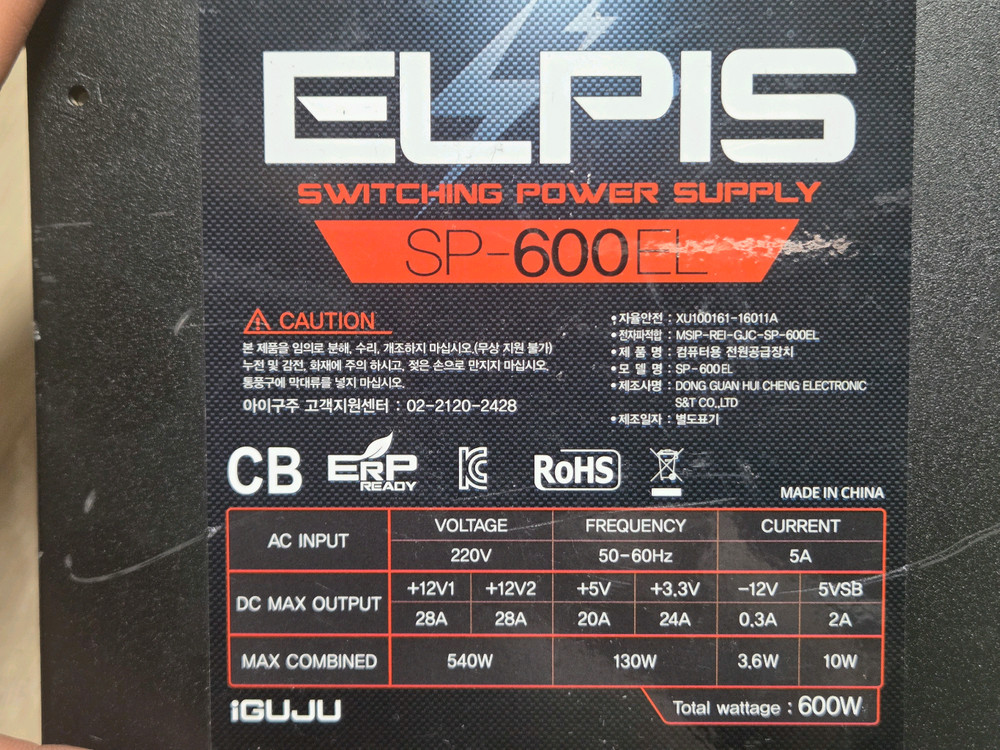 ELPIS
SWITCHING POWER SUPPLY
SP-600EL
CAUTION
본 제품을 임의로 분해, 수리, 개조하지 마십시오.(무상 지원 불가)
누전 및 감전, 화재에 주의 하시고, 젖은 손으로 만지지 마십시오.
통풍구에 막대류를 넣지 마십시오.
아이구주 고객지원센터 : 02-2120-2428
• 자율안전 : XU100161-16011A
• 전자파적합 : MSIP-REI-GJC-SP-600EL
• 제 품 명 : 컴퓨터용 전원공급장치
• 모 델 명 : SP-600EL
• 제조사명 : DONG GUAN HUI CHENG ELECTRONIC
S&T CO.,LTD
• 제조일자 : 별도표기
CB ErP READY KC RoHS
MADE IN CHINA
AC INPUT VOLTAGE FREQUENCY CURRENT
220V 50-60Hz 5A
DC MAX OUTPUT +12V1 +12V2 +5V +3.3V -12V 5VSB
28A 28A 20A 24A 0.3A 2A
MAX COMBINED 540W 130W 3.6W 10W
iGUJU Total wattage : 600W